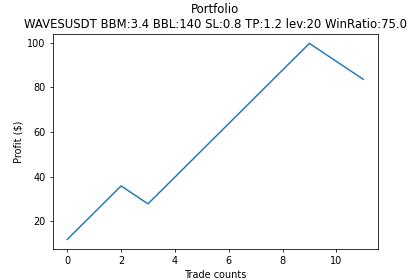 Portfolio
WAVESUSDT BBM:3.4 BBL:140 SL:0.8 TP:1.2 lev:20 WinRatio:75.0
100
80
60
40
20
Profit ($)
0 2 4 6 8 10
Trade counts